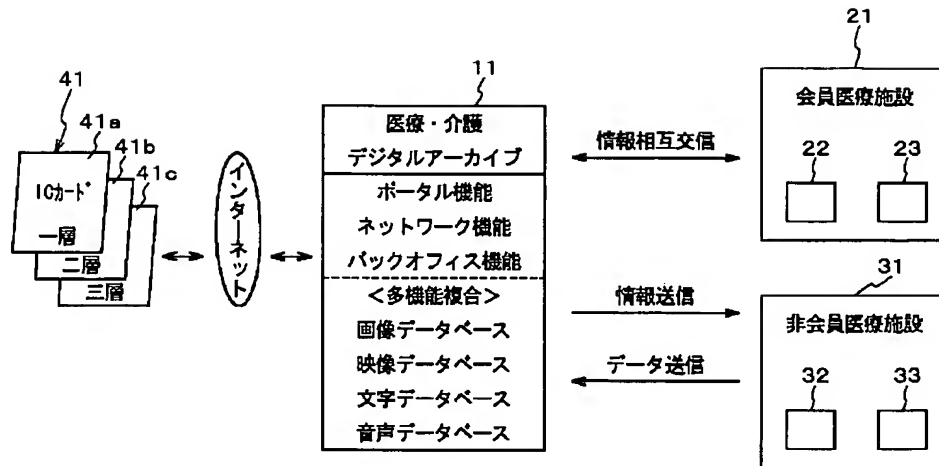 41
41a
41b
41c
ICカード
一層
二層
三層
インターネット
11
医療・介護
デジタルアーカイブ
ポータル機能
ネットワーク機能
バックオフィス機能
<多機能複合>
画像データベース
映像データベース
文字データベース
音声データベース
情報相互交信
情報送信
データ送信
21
会員医療施設
22 23
31
非会員医療施設
32 33